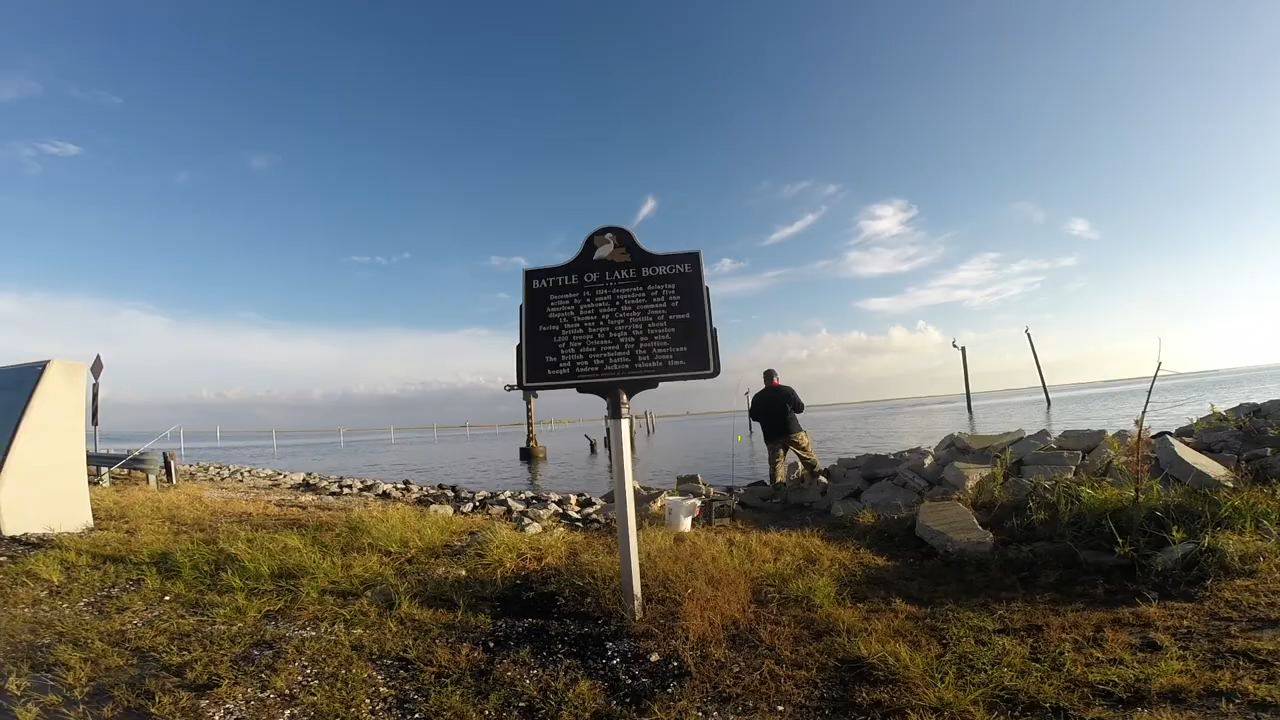 BATTLE OF LAKE BORGNE
December 14, 1814-desperate delaying
action by a small squadron of five
American gunboats, a tender, and one
dispatch boat under the command of
Lt. Thomas ap Catesby Jones.
Facing them was a large flotilla of armed
British barges carrying about
1,200 troops to begin the invasion
of New Orleans. With no wind,
both sides rowed for position.
The British overwhelmed the Americans
and won the battle, but Jones
bought Andrew Jackson valuable time.